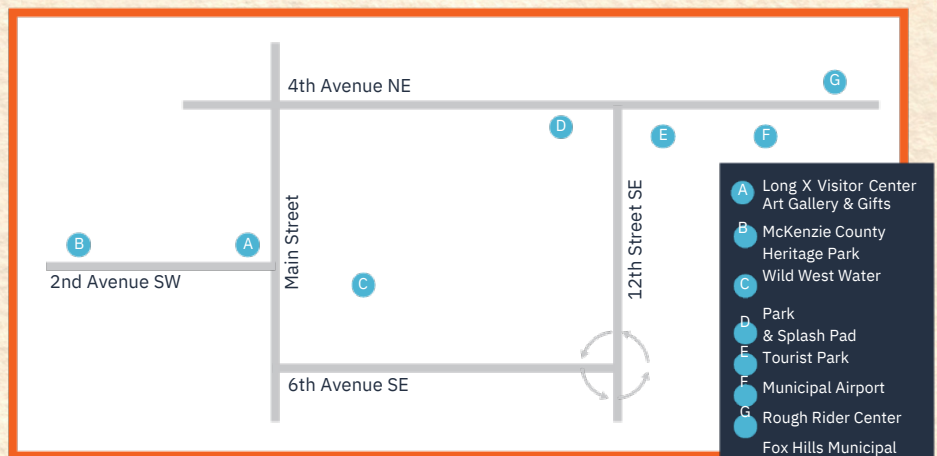 4th Avenue NE
G
D
E
F
Main Street
12th Street SE
B
A
2nd Avenue SW
C
6th Avenue SE
A Long X Visitor Center
Art Gallery & Gifts
B McKenzie County
Heritage Park
C Wild West Water
Park
D & Splash Pad
E Tourist Park
F Municipal Airport
G Rough Rider Center
Fox Hills Municipal